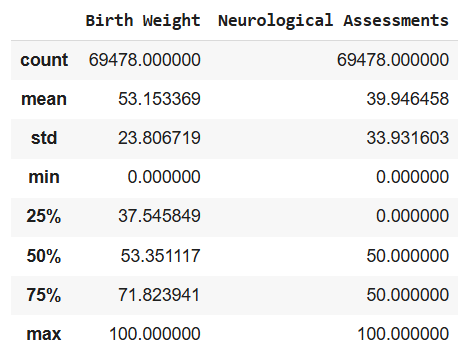 Birth Weight Neurological Assessments
count 69478.000000 69478.000000
mean 53.153369 39.946458
std 23.806719 33.931603
min 0.000000 0.000000
25% 37.545849 0.000000
50% 53.351117 50.000000
75% 71.823941 50.000000
max 100.000000 100.000000